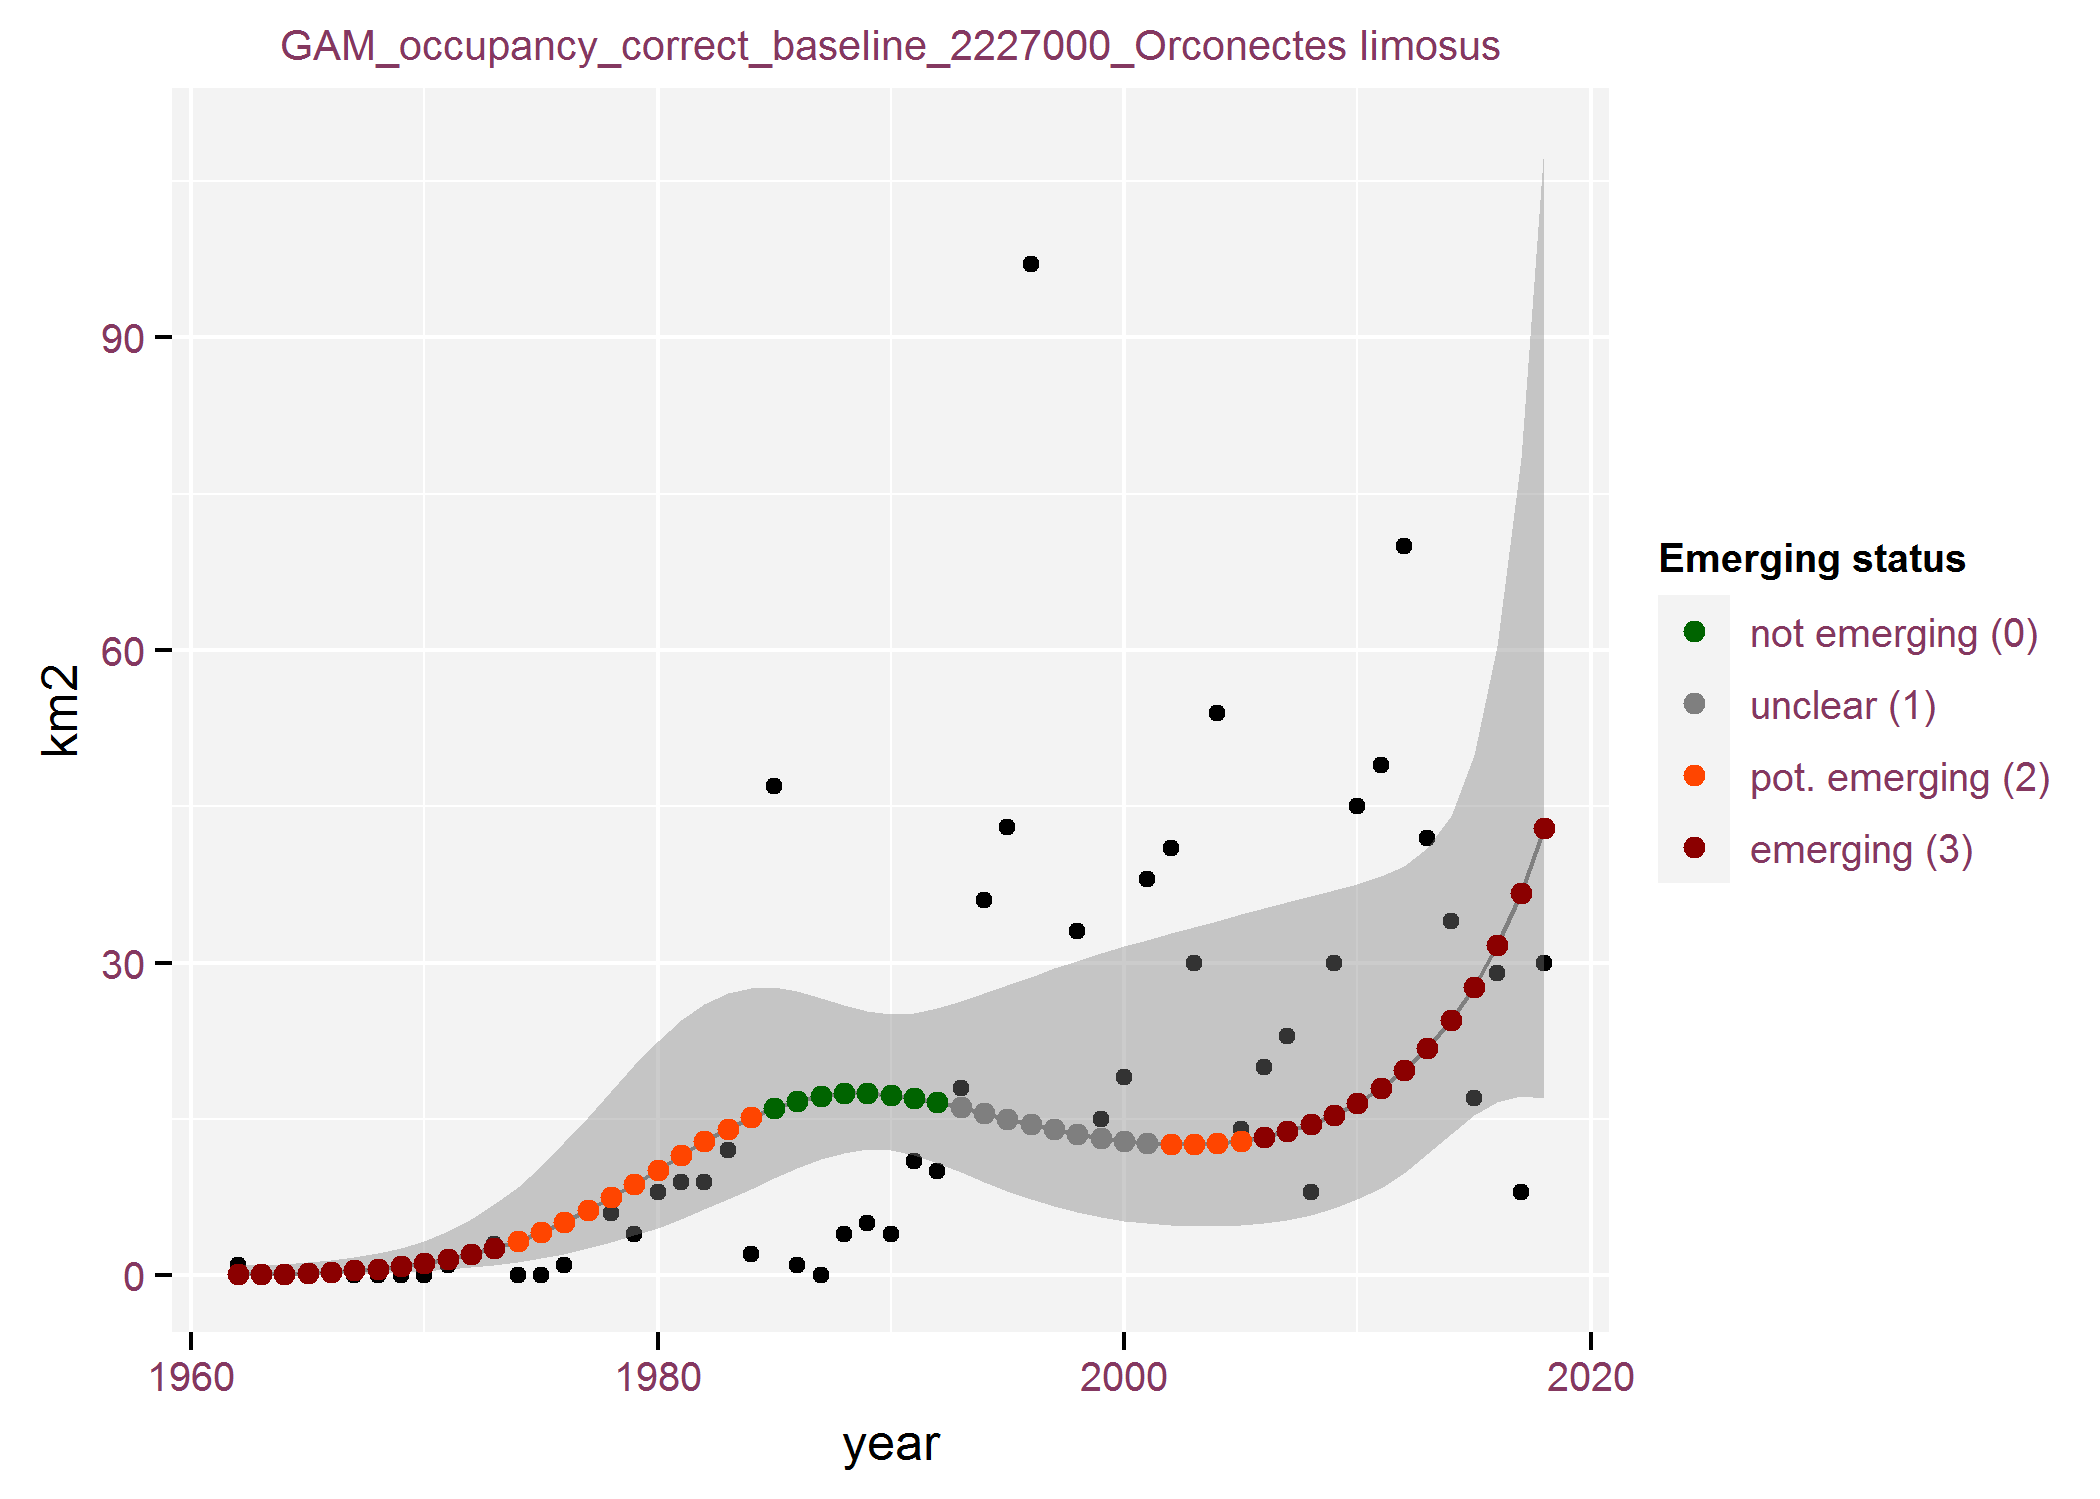 GAM_occupancy_correct_baseline_2227000_Orconectes limosus
90
60
30
0
km2
1960 1980 2000 2020
year
Emerging status
not emerging (0)
unclear (1)
pot. emerging (2)
emerging (3)